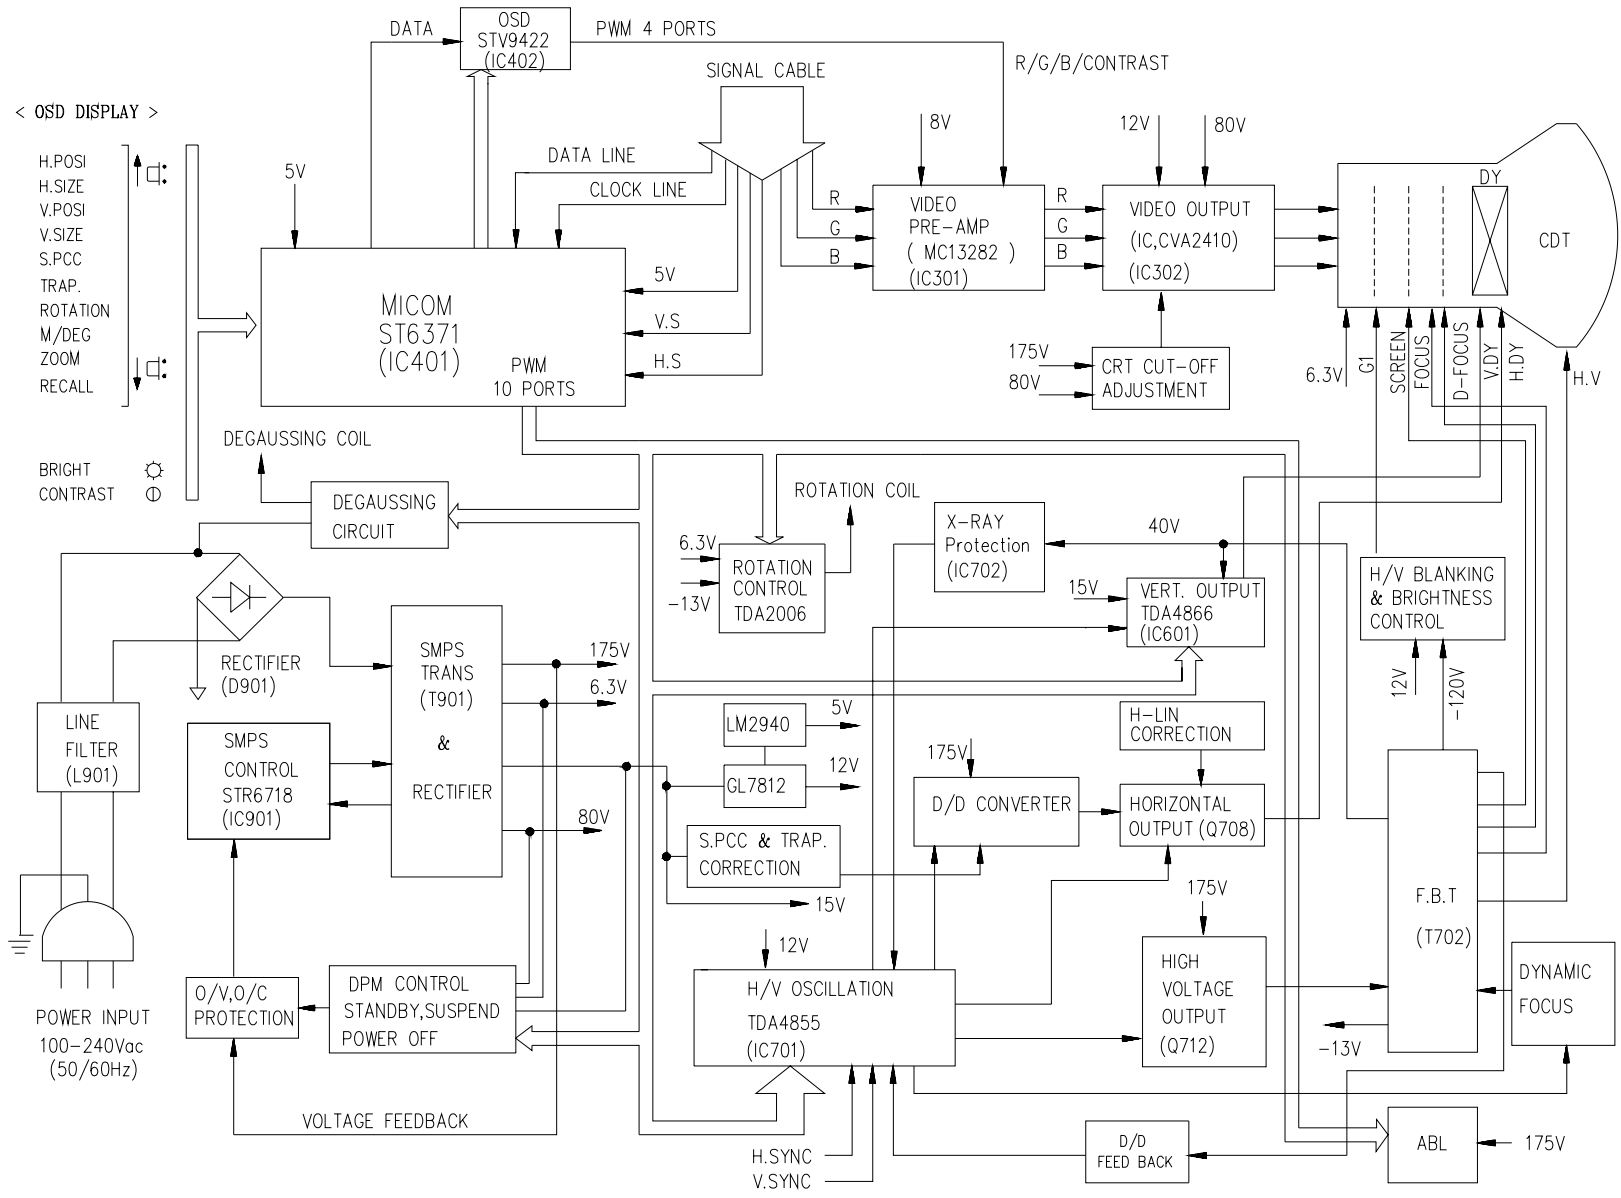 OSD
STV9422
(IC402)
DATA
PWM 4 PORTS
R/G/B/CONTRAST
SIGNAL CABLE
< OSD DISPLAY >
H.POSI
H.SIZE
V.POSI
V.SIZE
S.PCC
TRAP.
ROTATION
M/DEG
ZOOM
RECALL
BRIGHT
CONTRAST
5V
DATA LINE
CLOCK LINE
MICOM
ST6371
(IC401)
PWM
10 PORTS
5V
V.S
H.S
R
G
B
8V
VIDEO
PRE-AMP
( MC13282 )
(IC301)
R
G
B
12V
80V
VIDEO OUTPUT
(IC,CVA2410)
(IC302)
175V
80V
CRT CUT-OFF
ADJUSTMENT
DY
CDT
6.3V
G1
SCREEN
FOCUS
D-FOCUS
V.DY
H.DY
H.V
DEGAUSSING COIL
DEGAUSSING
CIRCUIT
6.3V
-13V
ROTATION COIL
ROTATION
CONTROL
TDA2006
X-RAY
Protection
(IC702)
40V
15V
VERT. OUTPUT
TDA4866
(IC601)
H/V BLANKING
& BRIGHTNESS
CONTROL
12V
-120V
RECTIFIER
(D901)
SMPS
TRANS
(T901)
&
RECTIFIER
175V
6.3V
80V
LINE
FILTER
(L901)
SMPS
CONTROL
STR6718
(IC901)
LM2940
5V
GL7812
12V
S.PCC & TRAP.
CORRECTION
15V
175V
D/D CONVERTER
H-LIN
CORRECTION
HORIZONTAL
OUTPUT (Q708)
175V
HIGH
VOLTAGE
OUTPUT
(Q712)
F.B.T
(T702)
-13V
DYNAMIC
FOCUS
POWER INPUT
100-240Vac
(50/60Hz)
O/V,O/C
PROTECTION
DPM CONTROL
STANDBY,SUSPEND
POWER OFF
VOLTAGE FEEDBACK
12V
H/V OSCILLATION
TDA4855
(IC701)
H.SYNC
V.SYNC
D/D
FEED BACK
ABL
175V